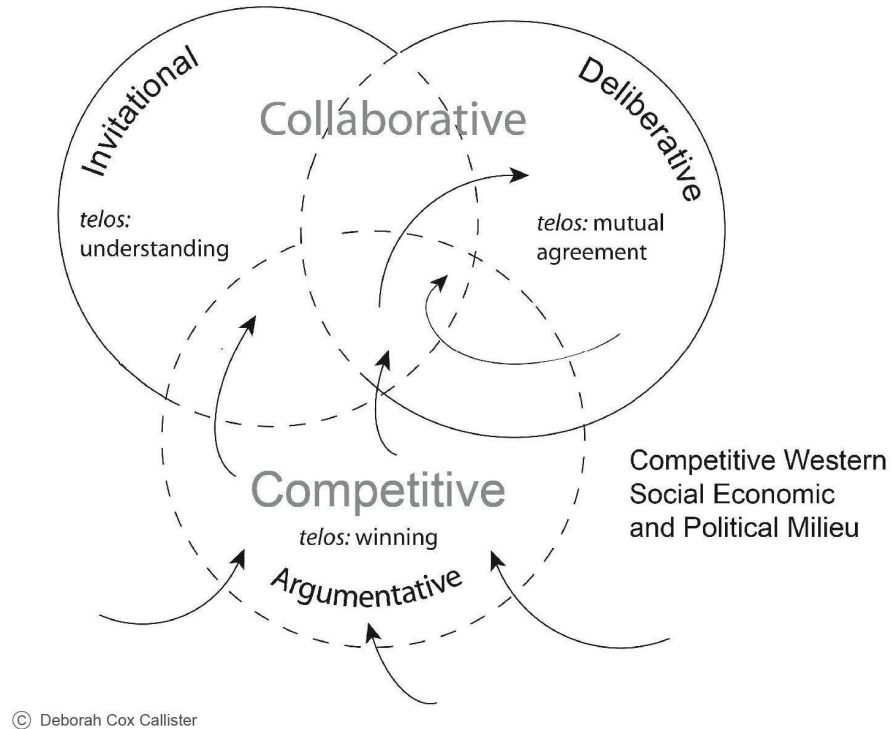 Invitational
Deliberative
Collaborative
telos:
understanding
telos: mutual
agreement
Competitive
telos: winning
Argumentative
Competitive Western
Social Economic
and Political Milieu
© Deborah Cox Callister